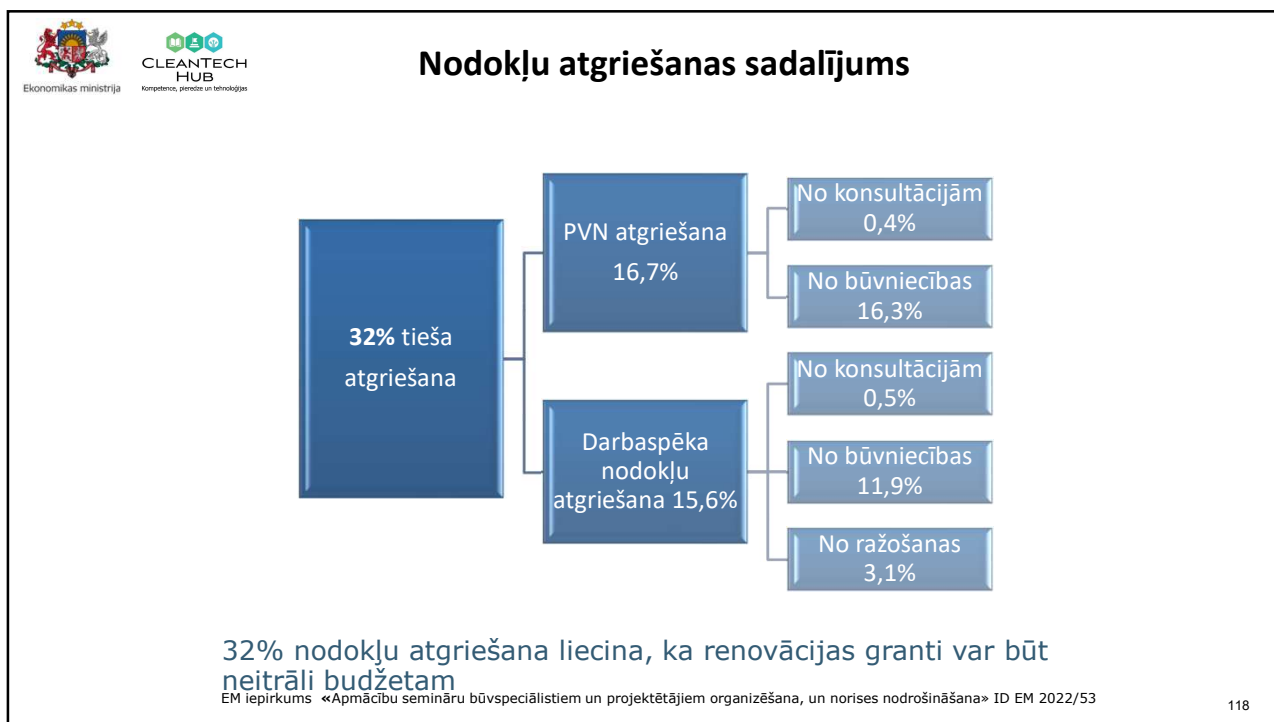 Ekonomikas ministrija
CLEANTECH
HUB
Kompetence, pieredze un tehnoloģijas
Nodokļu atgriešanas sadalījums
32% tieša
atgriešana
PVN atgriešana
16,7%
No konsultācijām
0,4%
No būvniecības
16,3%
Darbaspēka
nodokļu
atgriešana 15,6%
No konsultācijām
0,5%
No būvniecības
11,9%
No ražošanas
3,1%
32% nodokļu atgriešana liecina, ka renovācijas granti var būt
neitrāli budžetam
EM iepirkums «Apmācību semināru būvspeciālistiem un projektētājiem organizēšana, un norises nodrošināšana» ID EM 2022/53
118